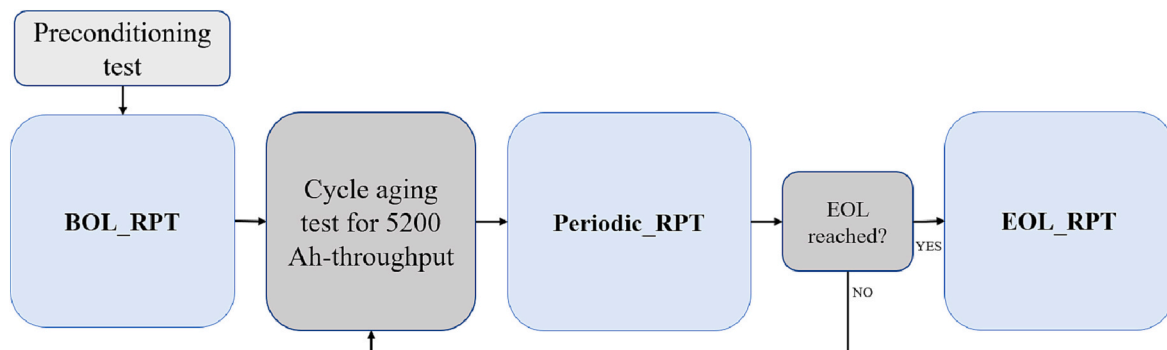 Preconditioning
test
BOL_RPT
Cycle aging
test for 5200
Ah-throughput
Periodic_RPT
EOL
reached?
YES
NO
EOL_RPT